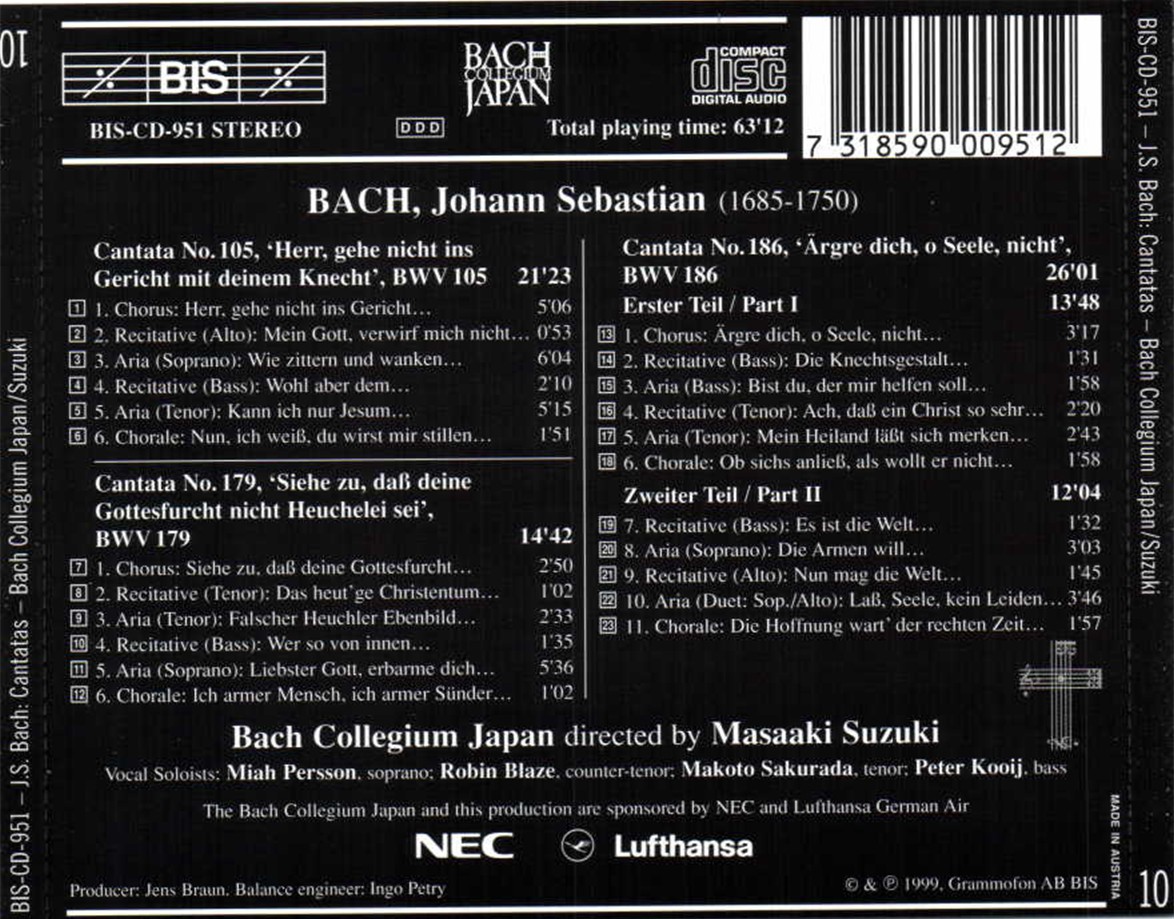 10
BIS-CD-951 – J.S. Bach: Cantatas – Bach Collegium Japan/Suzuki
BIS
BIS-CD-951 STEREO
BACH
COLLEGIUM
JAPAN
DDD
COMPACT
disc
DIGITAL AUDIO
Total playing time: 63'12
7 318590 009512
BACH, Johann Sebastian (1685-1750)
Cantata No. 105, ‘Herr, gehe nicht ins
Gericht mit deinem Knecht’, BWV 105 21'23
1 1. Chorus: Herr, gehe nicht ins Gericht… 5'06
2 2. Recitative (Alto): Mein Gott, verwirf mich nicht… 0'53
3 3. Aria (Soprano): Wie zittern und wanken… 6'04
4 4. Recitative (Bass): Wohl aber dem… 2'10
5 5. Aria (Tenor): Kann ich nur Jesum… 5'15
6 6. Chorale: Nun, ich weiß, du wirst mir stillen… 1'51
Cantata No. 179, ‘Siehe zu, daß deine
Gottesfurcht nicht Heuchelei sei’,
BWV 179 14'42
7 1. Chorus: Siehe zu, daß deine Gottesfurcht… 2'50
8 2. Recitative (Tenor): Das heut'ge Christentum… 1'02
9 3. Aria (Tenor): Falscher Heuchler Ebenbild… 2'33
10 4. Recitative (Bass): Wer so von innen… 1'35
11 5. Aria (Soprano): Liebster Gott, erbarme dich… 5'36
12 6. Chorale: Ich armer Mensch, ich armer Sünder… 1'02
Cantata No. 186, ‘Ärgre dich, o Seele, nicht’,
BWV 186 26'01
Erster Teil / Part I 13'48
13 1. Chorus: Ärgre dich, o Seele, nicht… 3'17
14 2. Recitative (Bass): Die Knechtsgestalt… 1'31
15 3. Aria (Bass): Bist du, der mir helfen soll… 1'58
16 4. Recitative (Tenor): Ach, daß ein Christ so sehr… 2'20
17 5. Aria (Tenor): Mein Heiland läßt sich merken… 2'43
18 6. Chorale: Ob sichs anließ, als wollt er nicht… 1'58
Zweiter Teil / Part II 12'04
19 7. Recitative (Bass): Es ist die Welt… 1'32
20 8. Aria (Soprano): Die Armen will… 3'03
21 9. Recitative (Alto): Nun mag die Welt… 1'45
22 10. Aria (Duet: Sop./Alto): Laß, Seele, kein Leiden… 3'46
23 11. Chorale: Die Hoffnung wart' der rechten Zeit… 1'57
Bach Collegium Japan directed by Masaaki Suzuki
Vocal Soloists: Miah Persson, soprano; Robin Blaze, counter-tenor; Makoto Sakurada, tenor; Peter Kooij, bass
The Bach Collegium Japan and this production are sponsored by NEC and Lufthansa German Air
NEC Lufthansa
Producer: Jens Braun. Balance engineer: Ingo Petry
© & ℗ 1999, Grammofon AB BIS
MADE IN AUSTRIA
BIS-CD-951 – J.S. Bach: Cantatas – Bach Collegium Japan/Suzuki
10